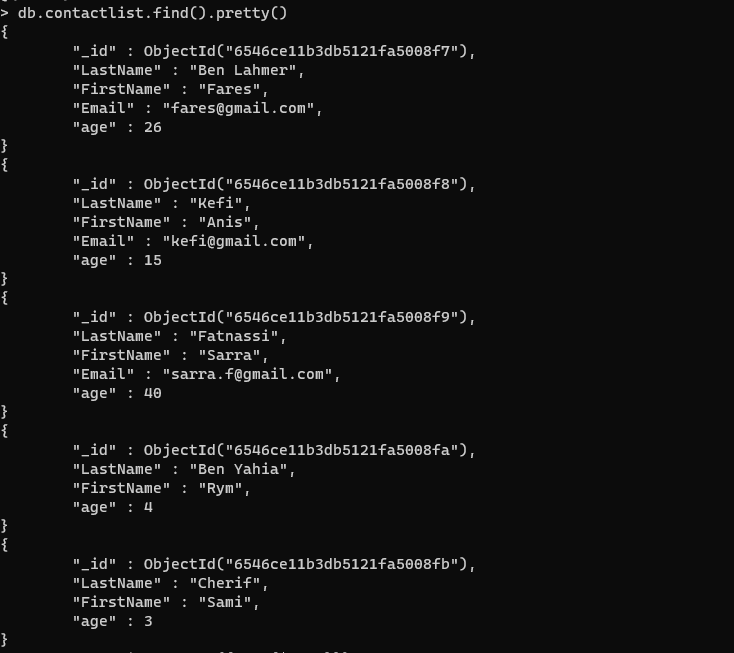 > db.contactlist.find().pretty()
{
"_id" : ObjectId("6546ce11b3db5121fa5008f7"),
"LastName" : "Ben Lahmer",
"FirstName" : "Fares",
"Email" : "fares@gmail.com",
"age" : 26
}
{
"_id" : ObjectId("6546ce11b3db5121fa5008f8"),
"LastName" : "Kefi",
"FirstName" : "Anis",
"Email" : "kefi@gmail.com",
"age" : 15
}
{
"_id" : ObjectId("6546ce11b3db5121fa5008f9"),
"LastName" : "Fatnassi",
"FirstName" : "Sarra",
"Email" : "sarra.f@gmail.com",
"age" : 40
}
{
"_id" : ObjectId("6546ce11b3db5121fa5008fa"),
"LastName" : "Ben Yahia",
"FirstName" : "Rym",
"age" : 4
}
{
"_id" : ObjectId("6546ce11b3db5121fa5008fb"),
"LastName" : "Cherif",
"FirstName" : "Sami",
"age" : 3
}